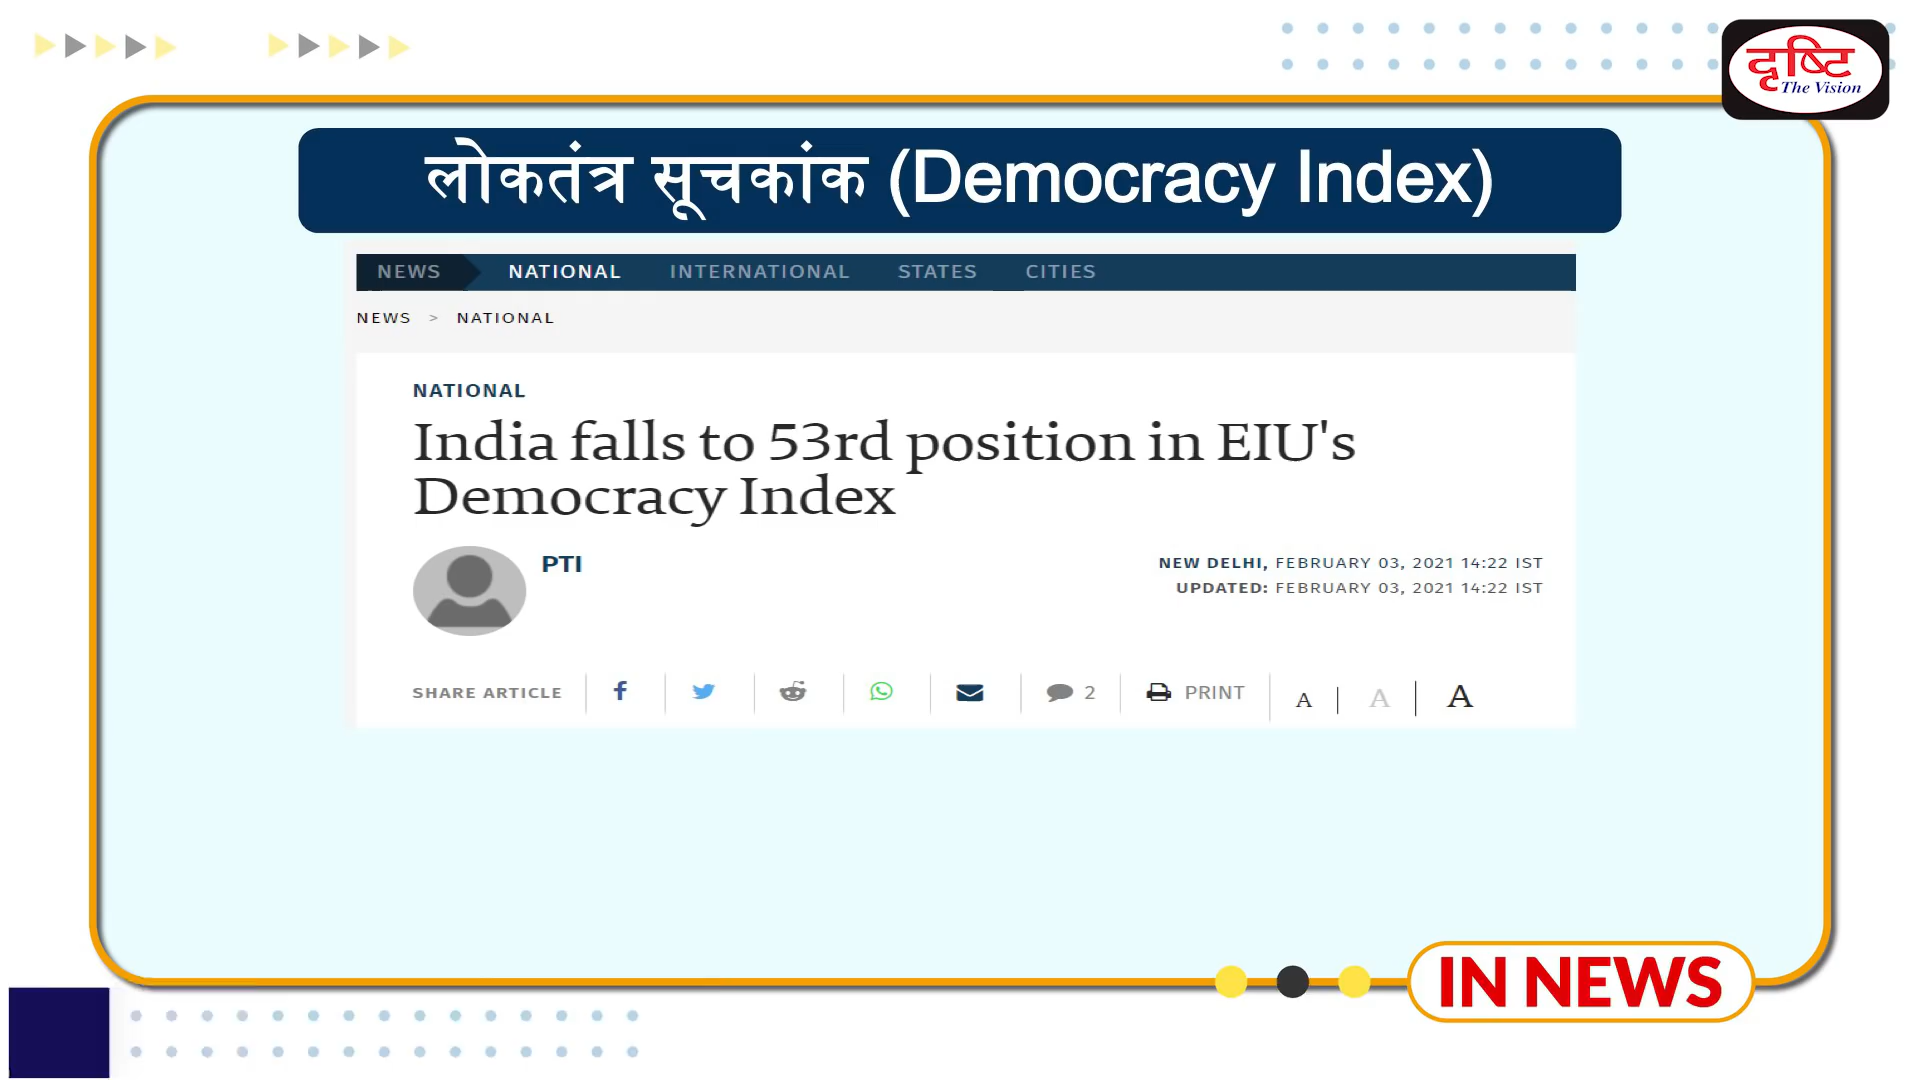 दृष्टि
The Vision
लोकतंत्र सूचकांक (Democracy Index)
NEWS NATIONAL INTERNATIONAL STATES CITIES
NEWS > NATIONAL
NATIONAL
India falls to 53rd position in EIU's
Democracy Index
PTI
NEW DELHI, FEBRUARY 03, 2021 14:22 IST
UPDATED: FEBRUARY 03, 2021 14:22 IST
SHARE ARTICLE f 2 PRINT A A A
IN NEWS